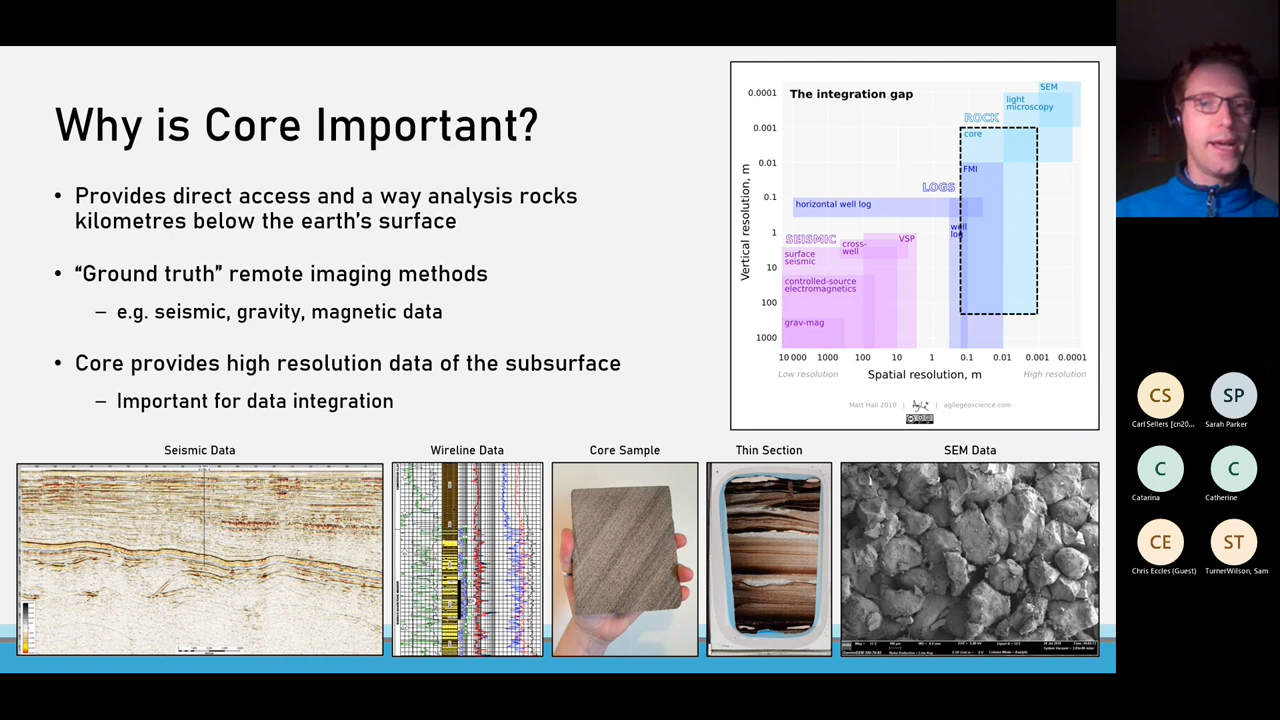 Why is Core Important?
• Provides direct access and a way analysis rocks
kilometres below the earth's surface
• "Ground truth" remote imaging methods
– e.g. seismic, gravity, magnetic data
• Core provides high resolution data of the subsurface
– Important for data integration
The integration gap
Vertical resolution, m
0.0001
0.001
0.01
0.1
1
10
100
1000
SEM
light
microscopy
ROCK
core
FMI
LOGS
horizontal well log
well
log
SEISMIC
cross-
well
VSP
surface
seismic
controlled-source
electromagnetics
grav-mag
10 000 1000 100 10 1 0.1 0.01 0.001 0.0001
Low resolution Spatial resolution, m High resolution
Matt Hall 2010 | Agile | agilegeoscience.com
Seismic Data
Wireline Data
Core Sample
Thin Section
SEM Data
CS
Carl Sellers [cn20...
SP
Sarah Parker
C
Catarina
C
Catherine
CE
Chris Eccles (Guest)
ST
TurnerWilson, Sam